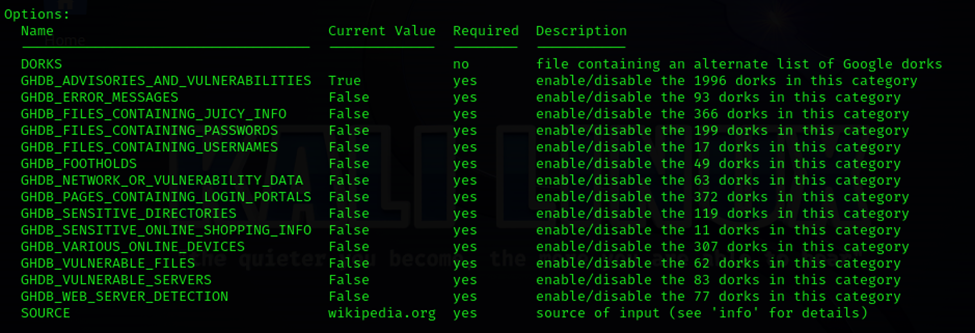 Options:
Name Current Value Required Description
DORKS no file containing an alternate list of Google dorks
GHDB_ADVISORIES_AND_VULNERABILITIES True yes enable/disable the 1996 dorks in this category
GHDB_ERROR_MESSAGES False yes enable/disable the 93 dorks in this category
GHDB_FILES_CONTAINING_JUICY_INFO False yes enable/disable the 366 dorks in this category
GHDB_FILES_CONTAINING_PASSWORDS False yes enable/disable the 199 dorks in this category
GHDB_FILES_CONTAINING_USERNAMES False yes enable/disable the 17 dorks in this category
GHDB_FOOTHOLDS False yes enable/disable the 49 dorks in this category
GHDB_NETWORK_OR_VULNERABILITY_DATA False yes enable/disable the 63 dorks in this category
GHDB_PAGES_CONTAINING_LOGIN_PORTALS False yes enable/disable the 372 dorks in this category
GHDB_SENSITIVE_DIRECTORIES False yes enable/disable the 119 dorks in this category
GHDB_SENSITIVE_ONLINE_SHOPPING_INFO False yes enable/disable the 11 dorks in this category
GHDB_VARIOUS_ONLINE_DEVICES False yes enable/disable the 307 dorks in this category
GHDB_VULNERABLE_FILES False yes enable/disable the 62 dorks in this category
GHDB_VULNERABLE_SERVERS False yes enable/disable the 83 dorks in this category
GHDB_WEB_SERVER_DETECTION False yes enable/disable the 77 dorks in this category
SOURCE wikipedia.org yes source of input (see 'info' for details)